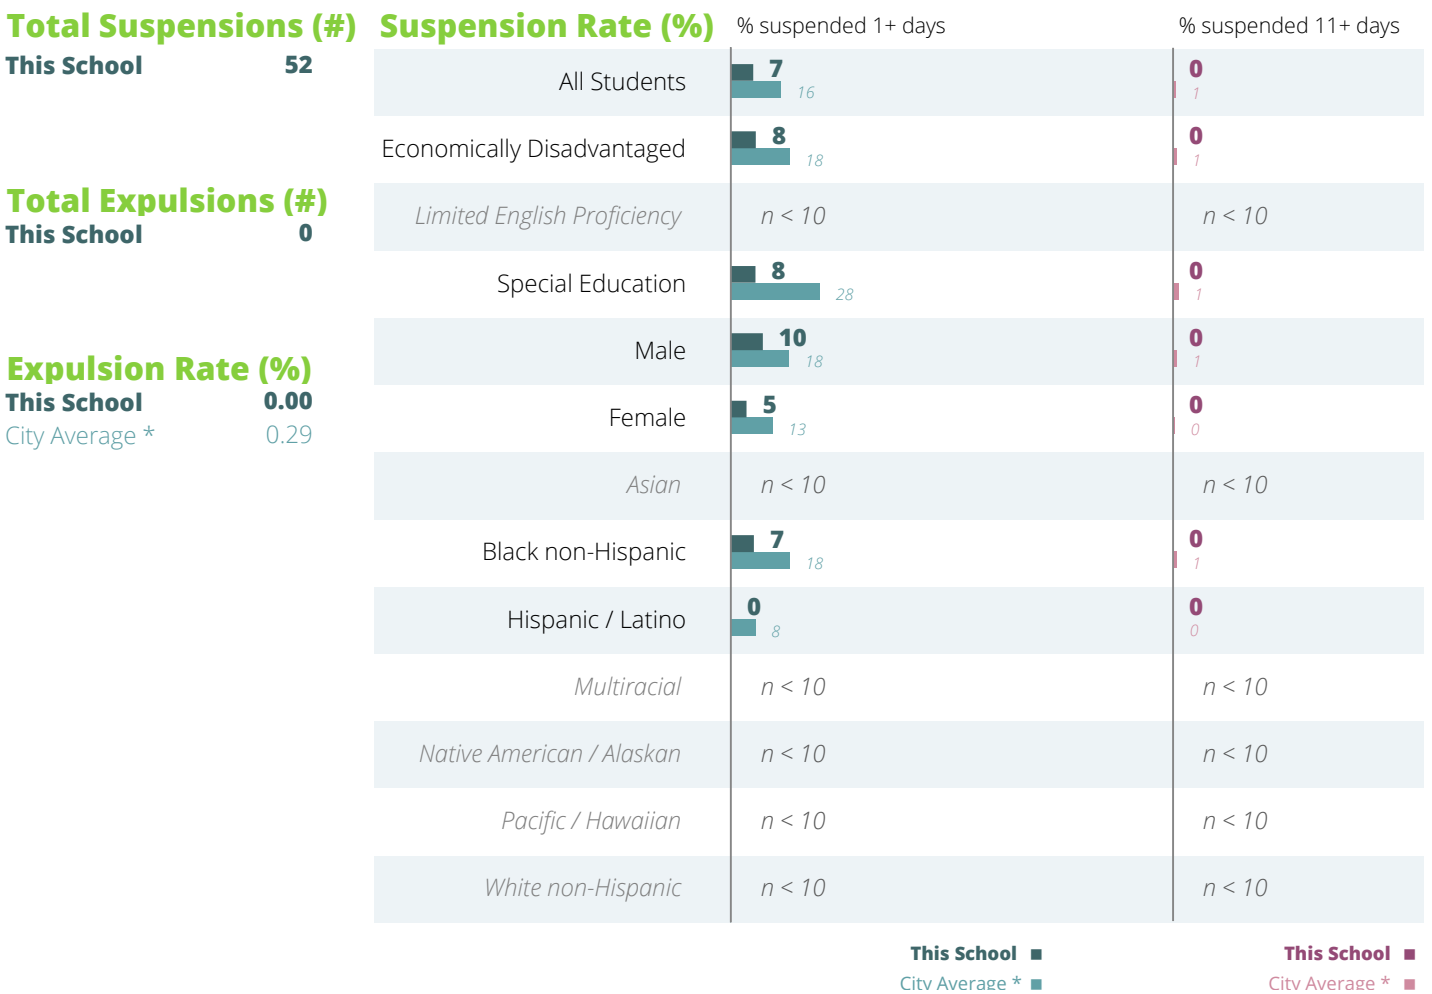 Total Suspensions (#)
This School 52
Total Expulsions (#)
This School 0
Expulsion Rate (%)
This School 0.00
City Average * 0.29
Suspension Rate (%) % suspended 1+ days % suspended 11+ days
All Students 7 0
16 1
Economically Disadvantaged 8 0
18 1
Limited English Proficiency n < 10 n < 10
Special Education 8 0
28 1
Male 10 0
18 1
Female 5 0
13 0
Asian n < 10 n < 10
Black non-Hispanic 7 0
18 1
Hispanic / Latino 0 0
8 0
Multiracial n < 10 n < 10
Native American / Alaskan n < 10 n < 10
Pacific / Hawaiian n < 10 n < 10
White non-Hispanic n < 10 n < 10
This School This School
City Average * City Average *